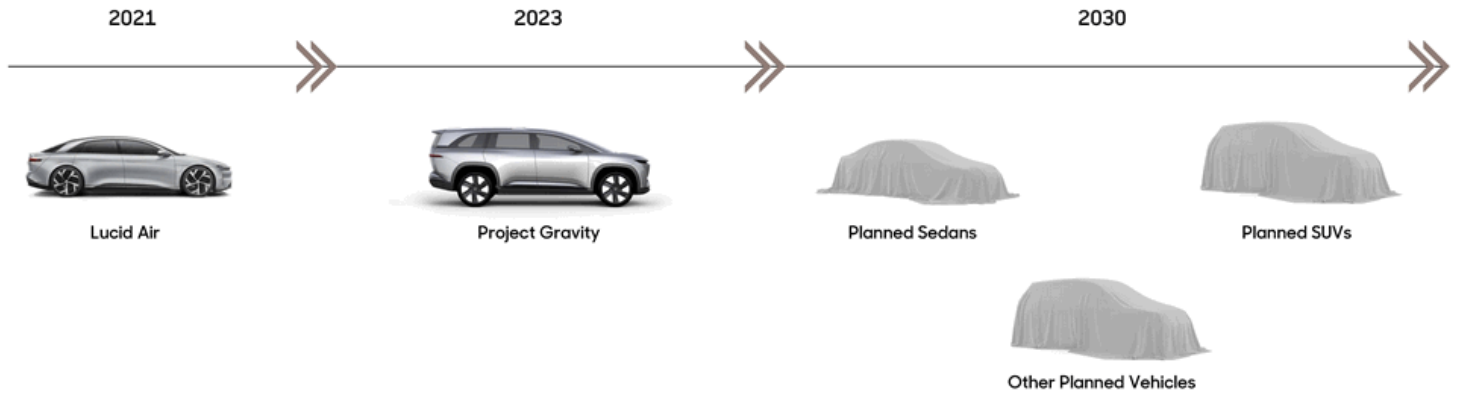 2021
2023
2030
Lucid Air
Project Gravity
Planned Sedans
Planned SUVs
Other Planned Vehicles